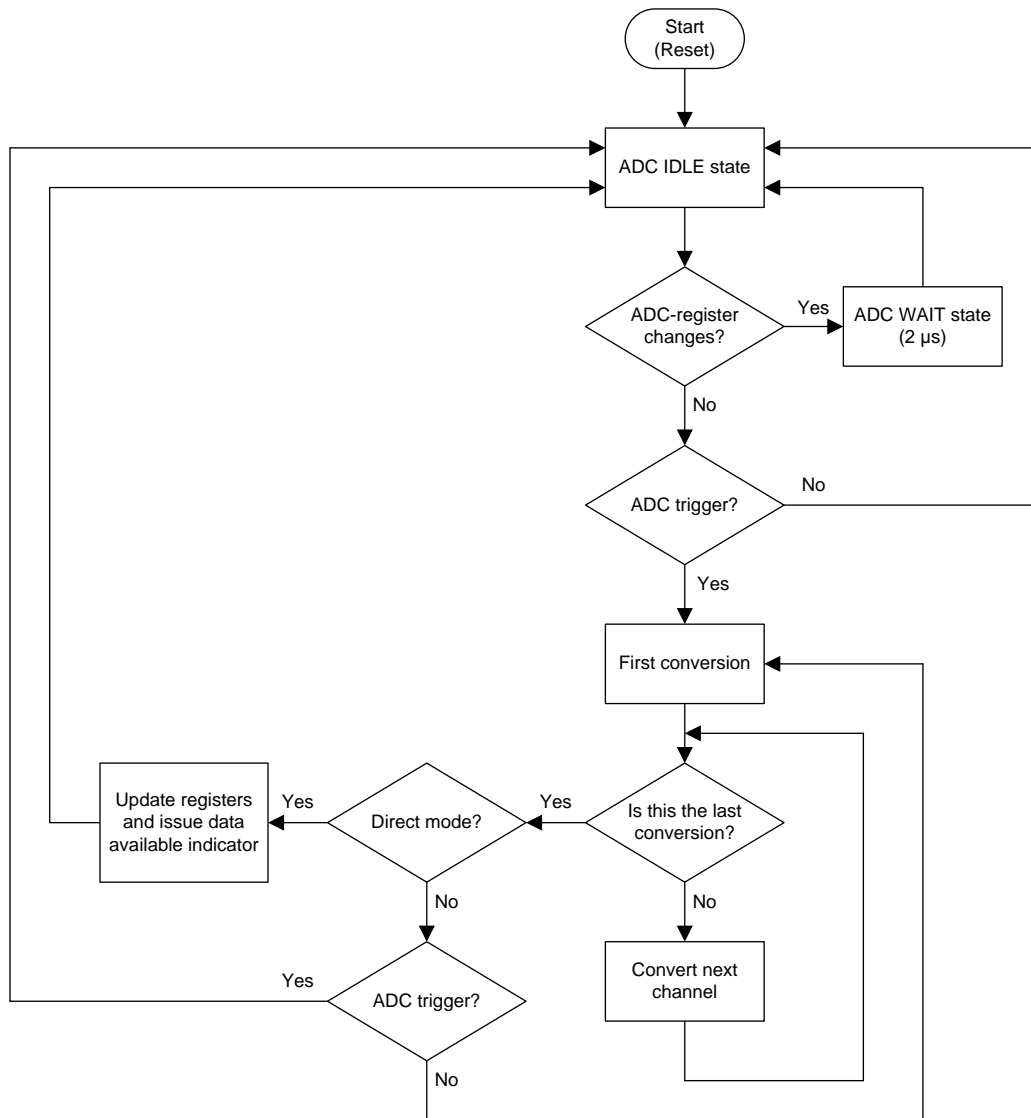 Start
(Reset)
ADC IDLE state
ADC-register
changes?
Yes
ADC WAIT state
(2 µs)
No
ADC trigger?
No
Yes
First conversion
Update registers
and issue data
available indicator
Yes
Direct mode?
Yes
Is this the last
conversion?
No
No
Convert next
channel
Yes
ADC trigger?
No